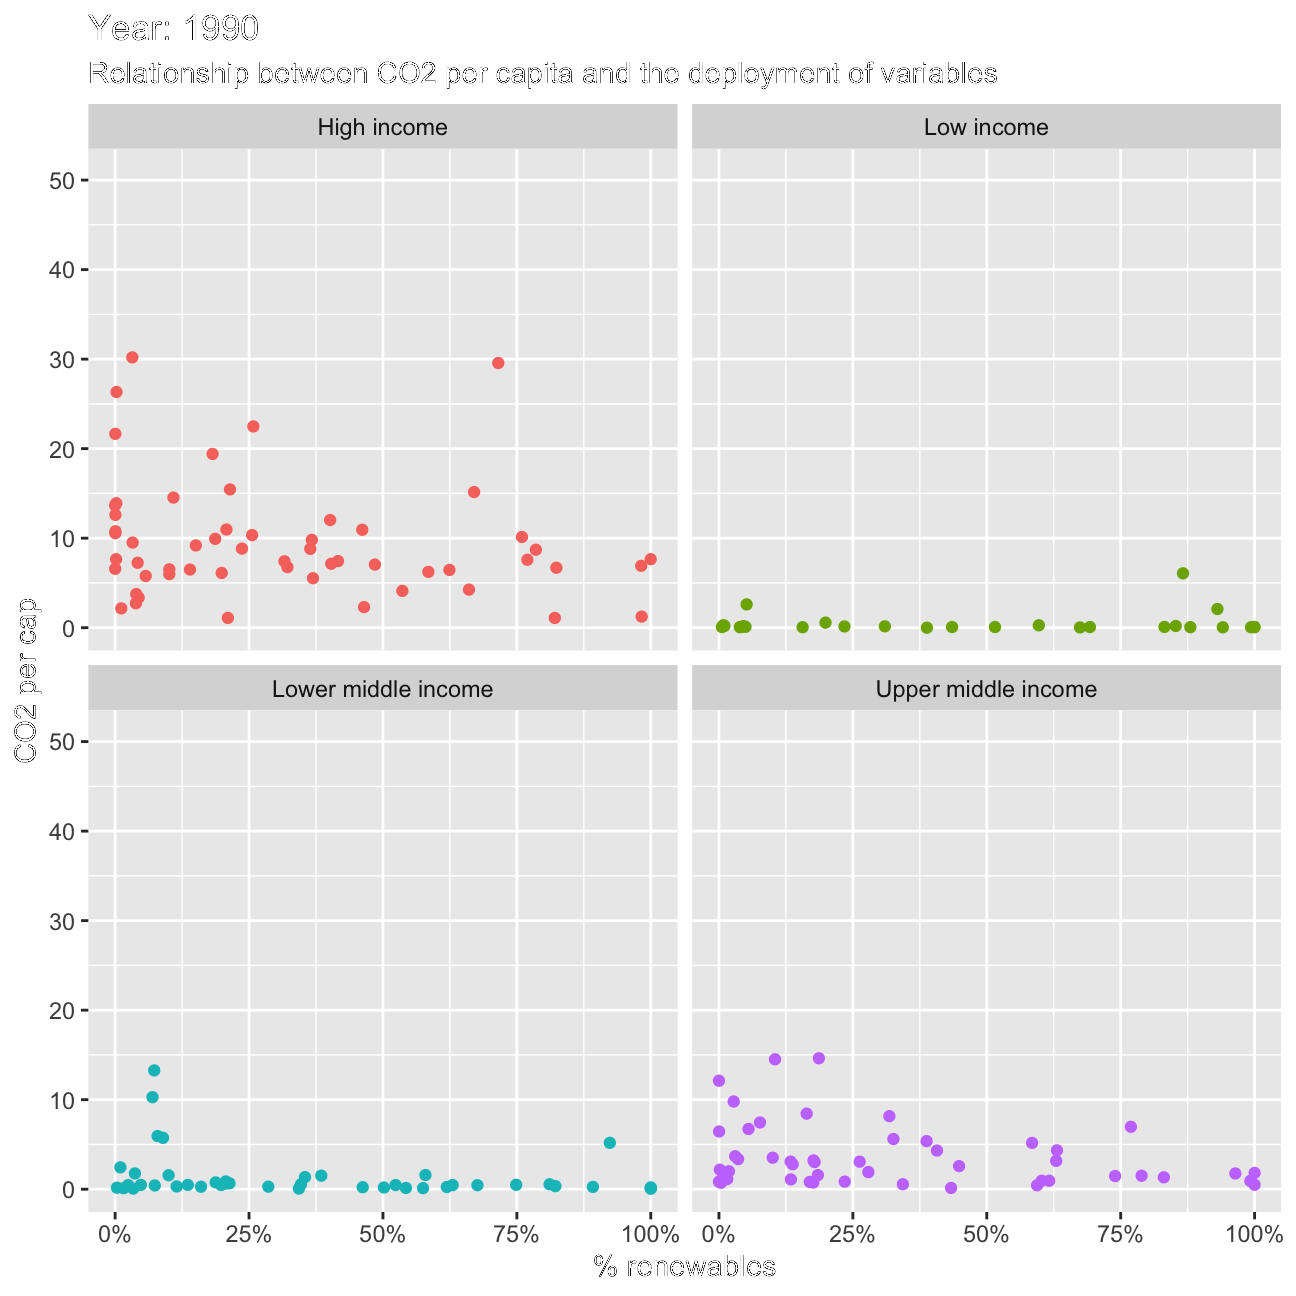 Year: 1990
Relationship between CO2 per capita and the deployment of variables
High income
Low income
50
40
30
20
10
0
CO2 per cap
Lower middle income
Upper middle income
50
40
30
20
10
0
0% 25% 50% 75% 100% 0% 25% 50% 75% 100%
% renewables